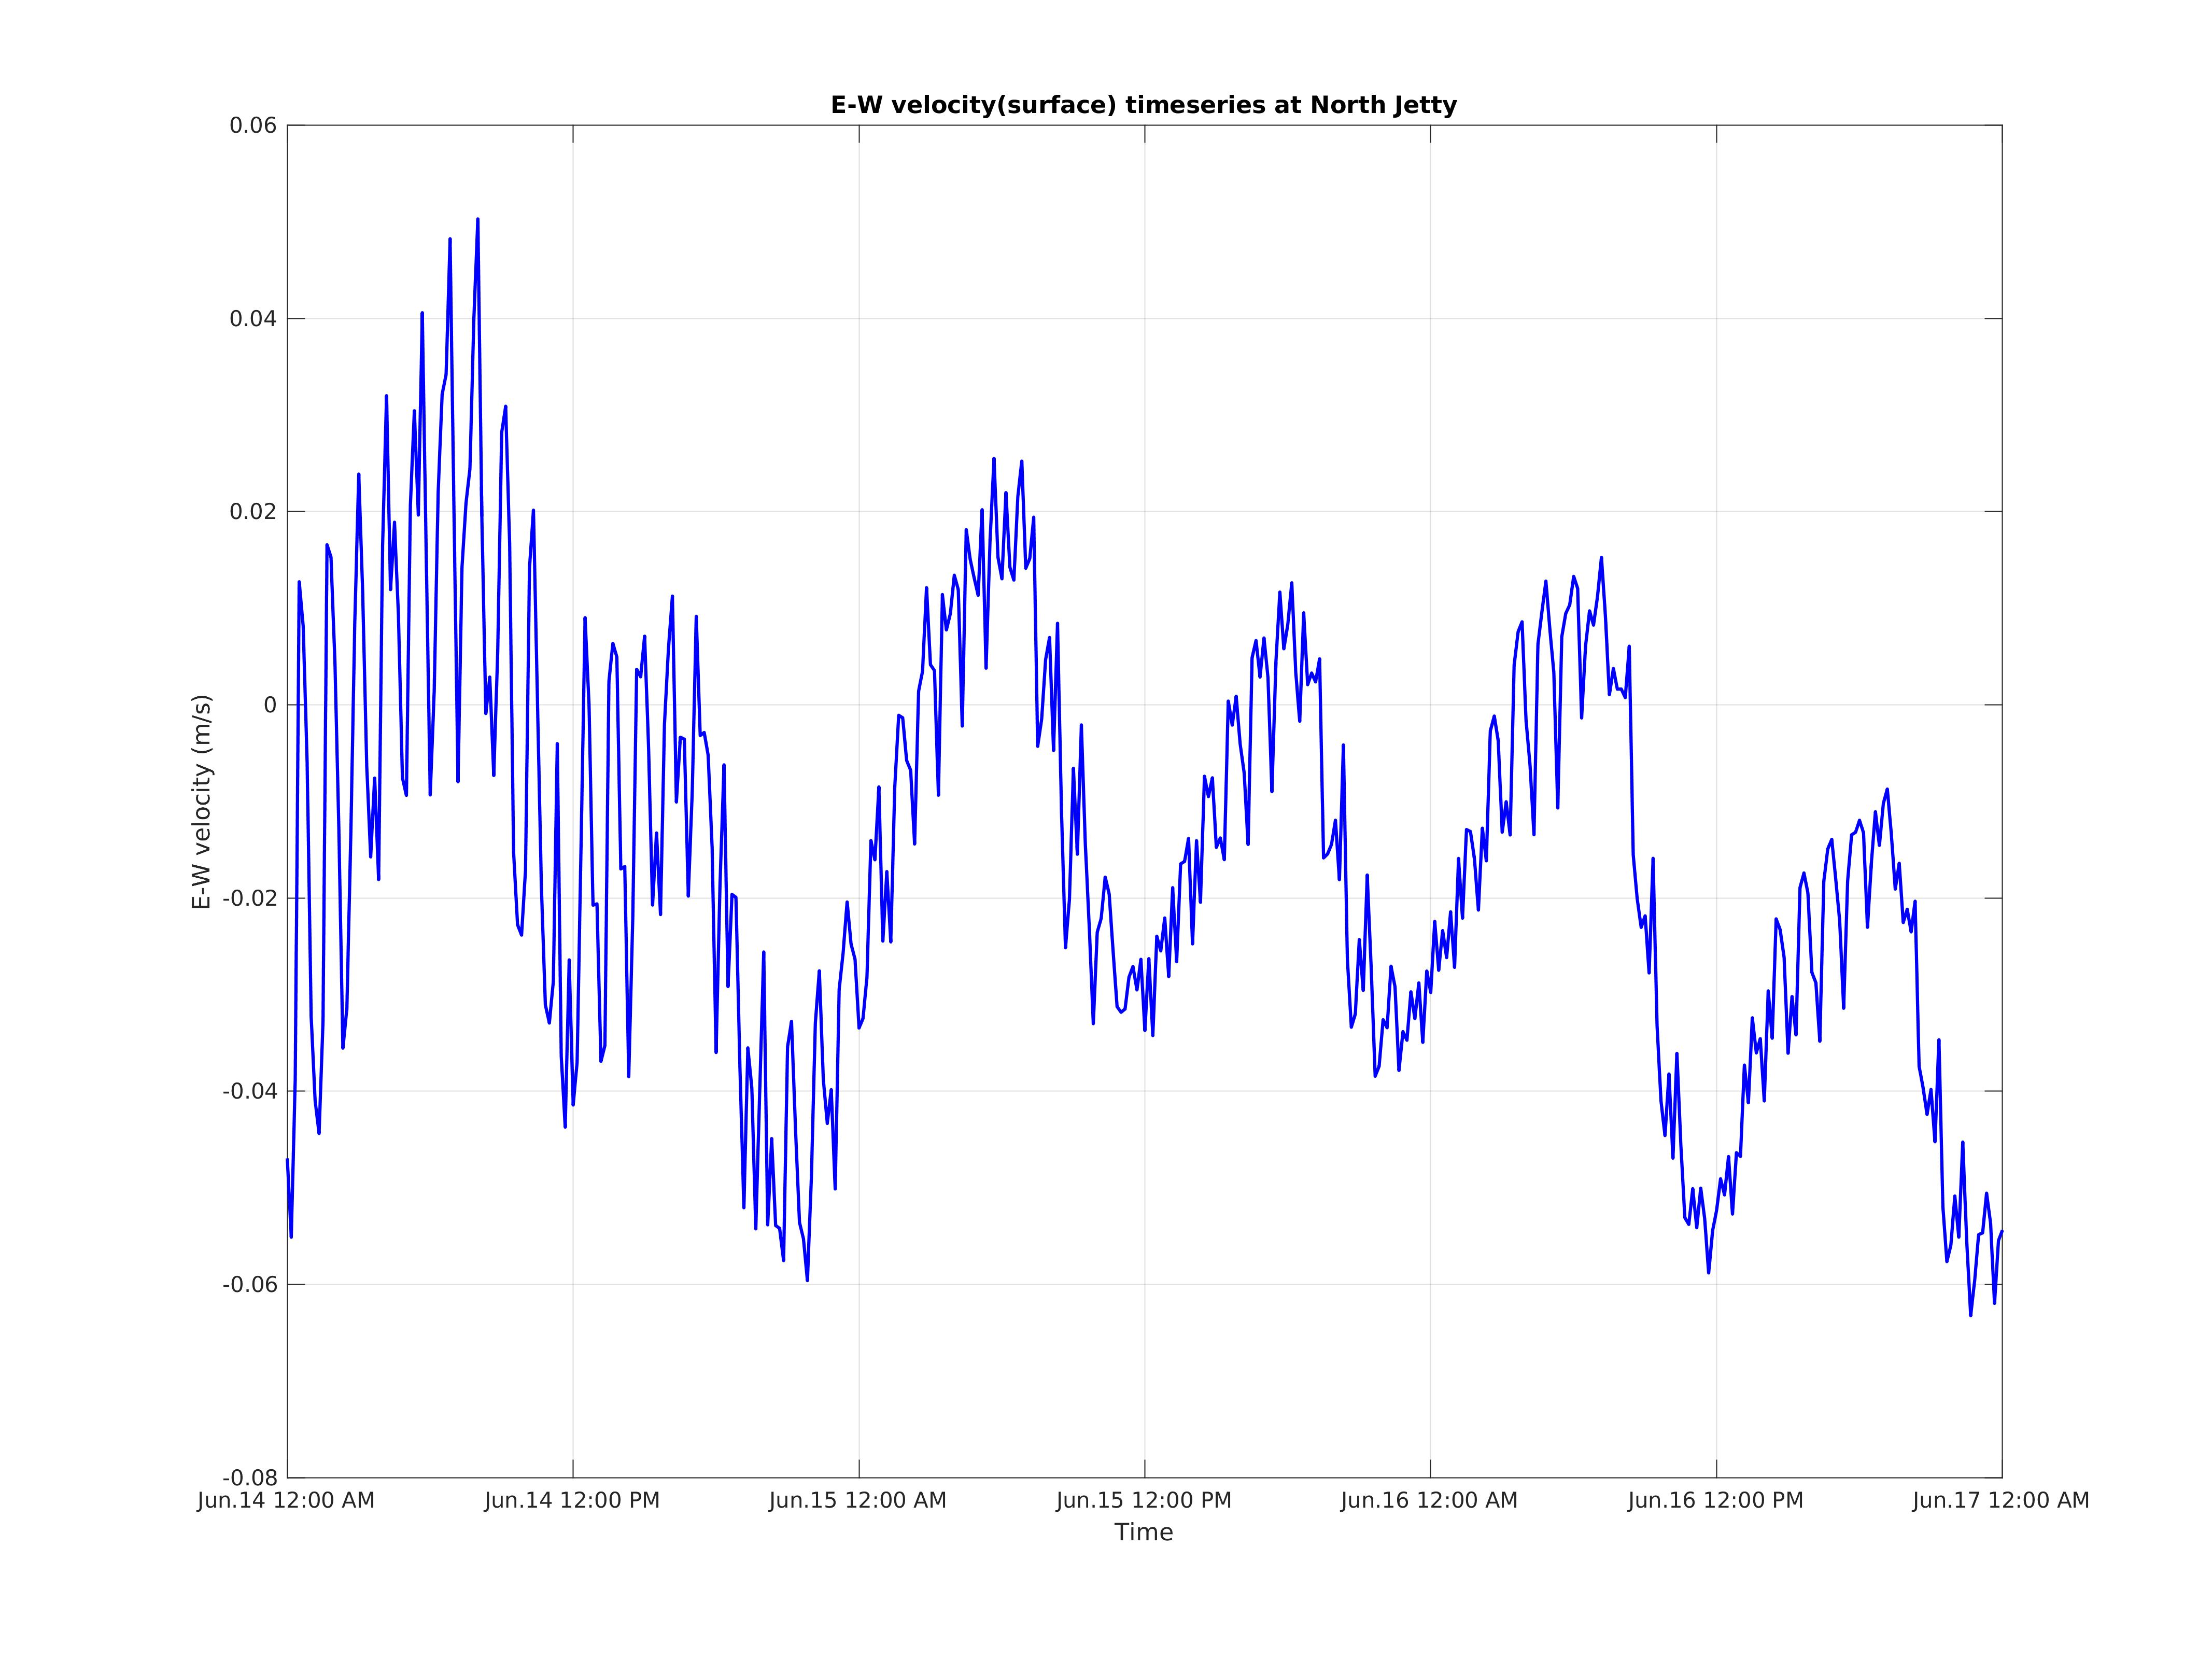 E-W velocity(surface) timeseries at North Jetty
0.06
0.04
0.02
0
-0.02
-0.04
-0.06
-0.08
E-W velocity (m/s)
Jun.14 12:00 AM
Jun.14 12:00 PM
Jun.15 12:00 AM
Jun.15 12:00 PM
Jun.16 12:00 AM
Jun.16 12:00 PM
Jun.17 12:00 AM
Time